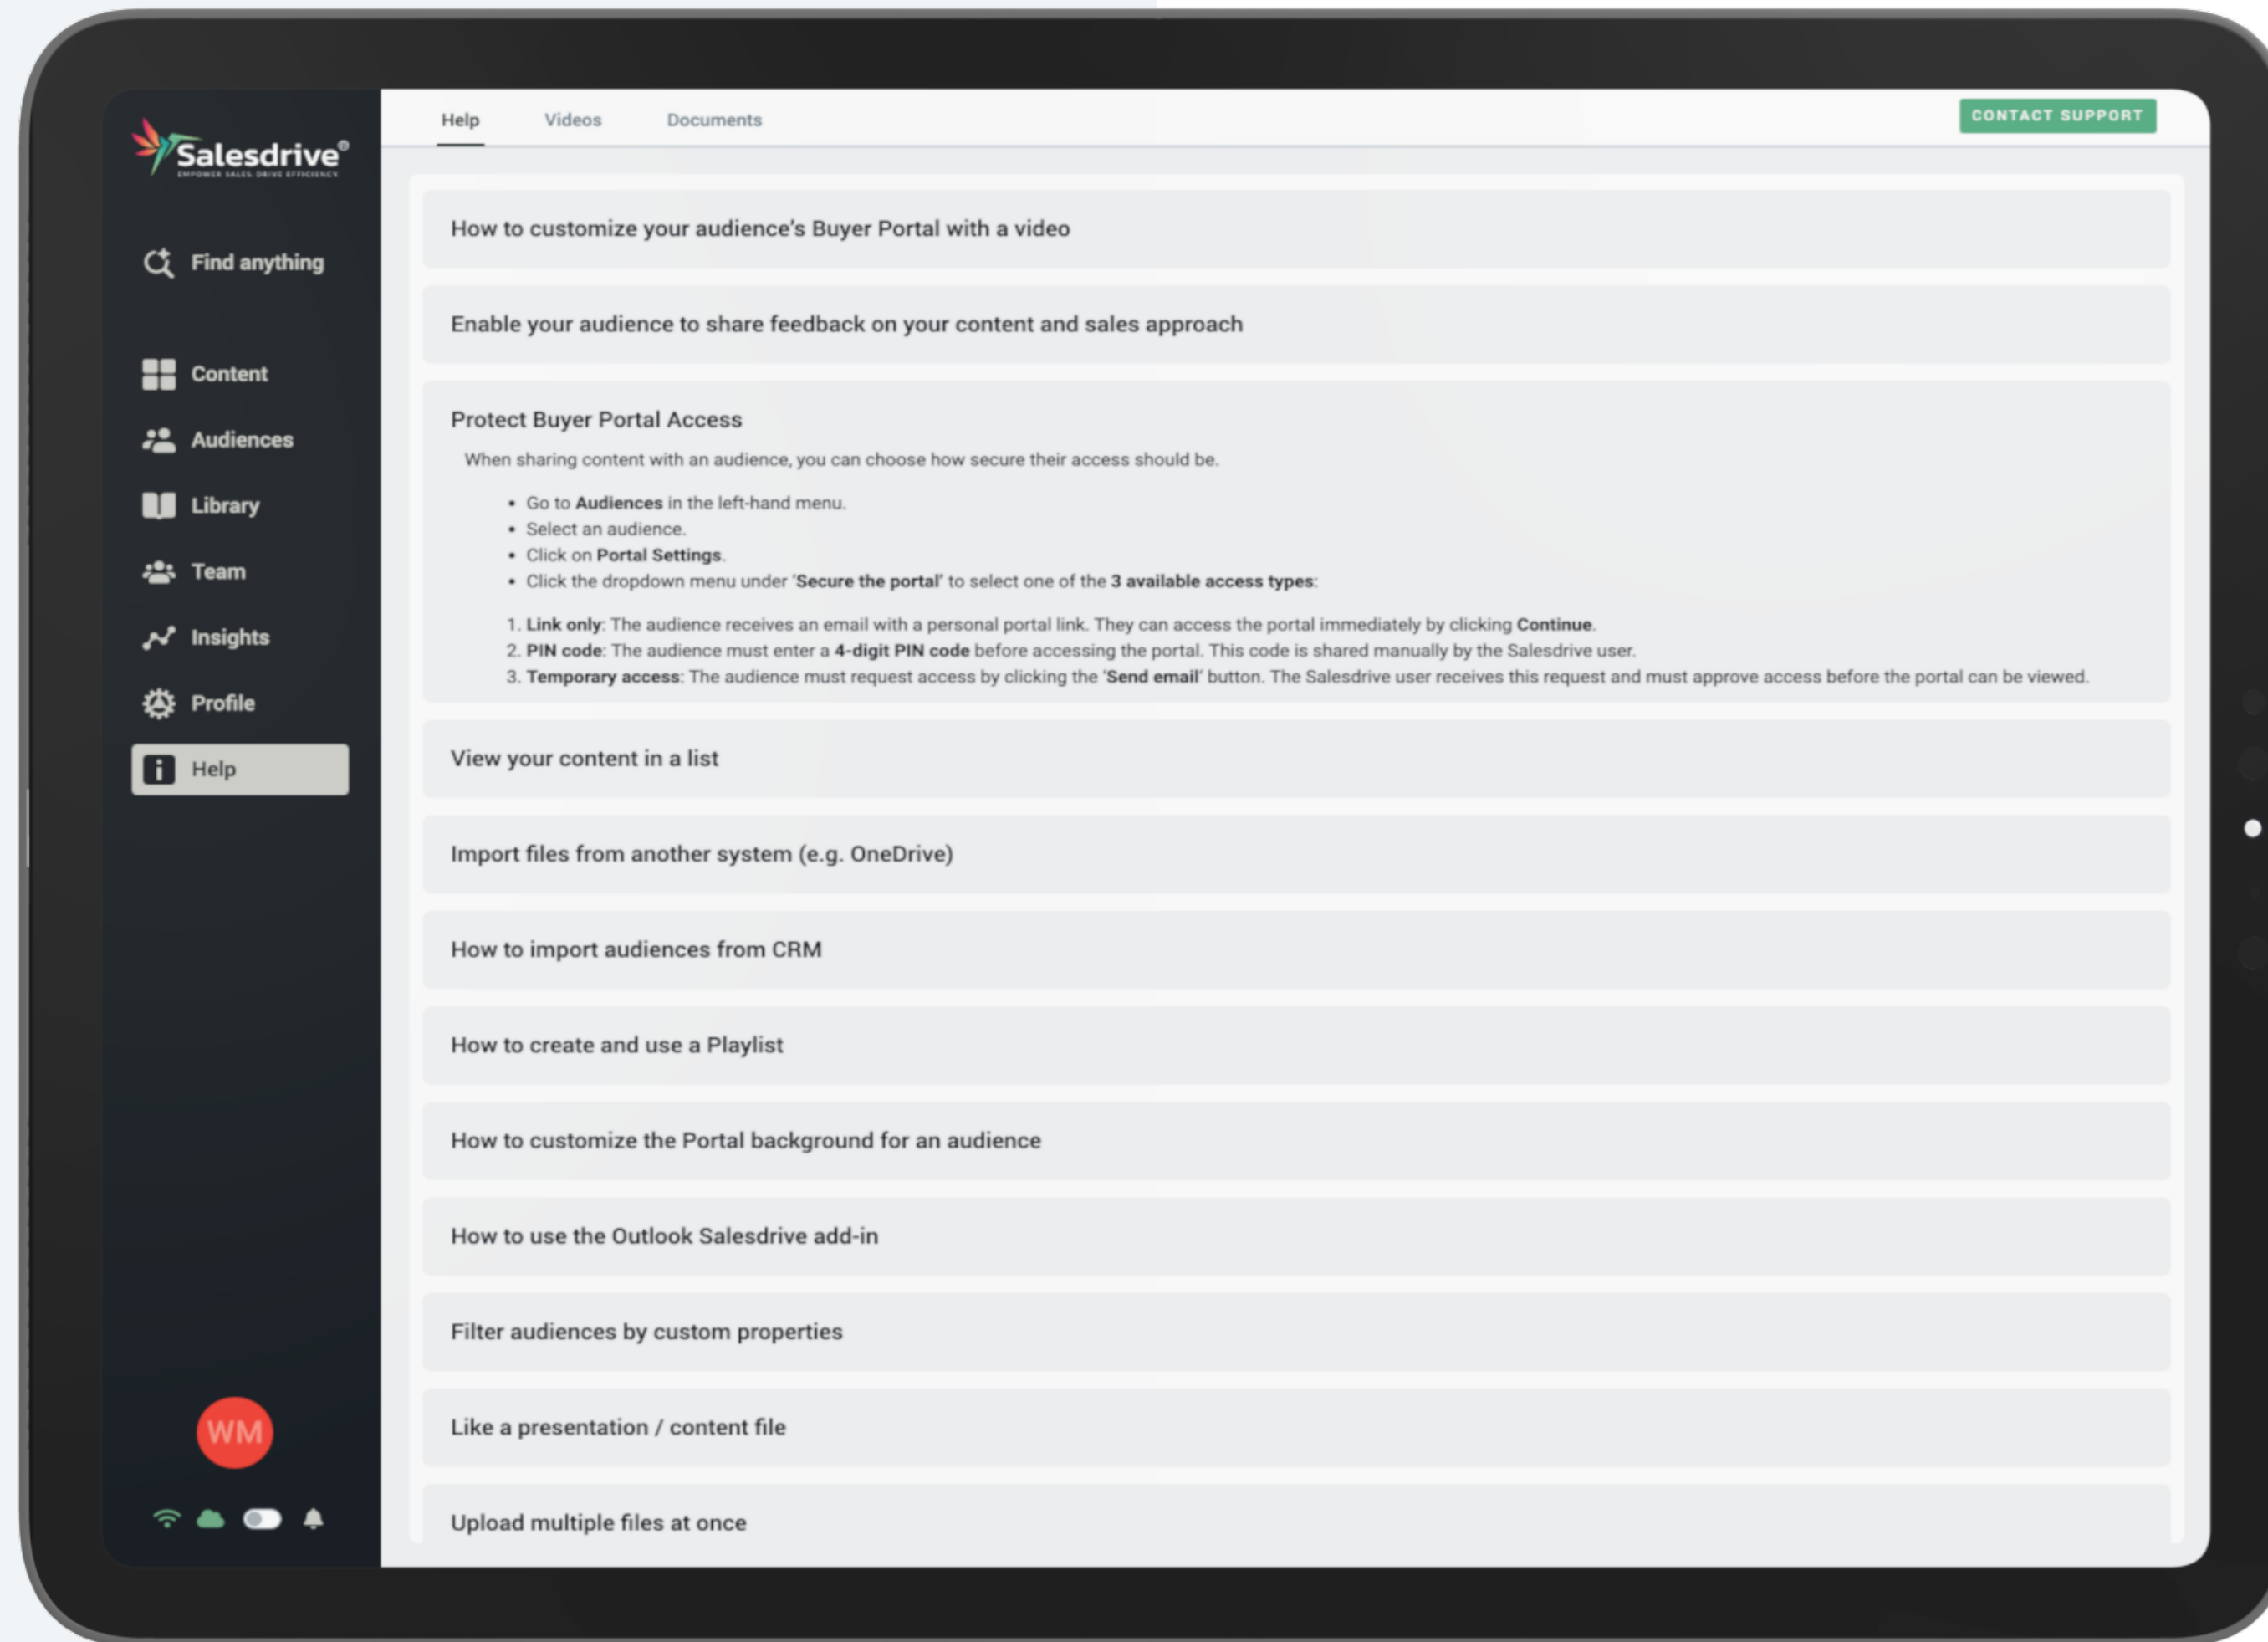 Salesdrive®
EMPOWER SALES. DRIVE EFFICIENCY.
Find anything
Content
Audiences
Library
Team
Insights
Profile
Help
WM
Help Videos Documents CONTACT SUPPORT
How to customize your audience's Buyer Portal with a video
Enable your audience to share feedback on your content and sales approach
Protect Buyer Portal Access
When sharing content with an audience, you can choose how secure their access should be.
• Go to Audiences in the left-hand menu.
• Select an audience.
• Click on Portal Settings.
• Click the dropdown menu under ‘Secure the portal’ to select one of the 3 available access types:
1. Link only: The audience receives an email with a personal portal link. They can access the portal immediately by clicking Continue.
2. PIN code: The audience must enter a 4-digit PIN code before accessing the portal. This code is shared manually by the Salesdrive user.
3. Temporary access: The audience must request access by clicking the ‘Send email’ button. The Salesdrive user receives this request and must approve access before the portal can be viewed.
View your content in a list
Import files from another system (e.g. OneDrive)
How to import audiences from CRM
How to create and use a Playlist
How to customize the Portal background for an audience
How to use the Outlook Salesdrive add-in
Filter audiences by custom properties
Like a presentation / content file
Upload multiple files at once